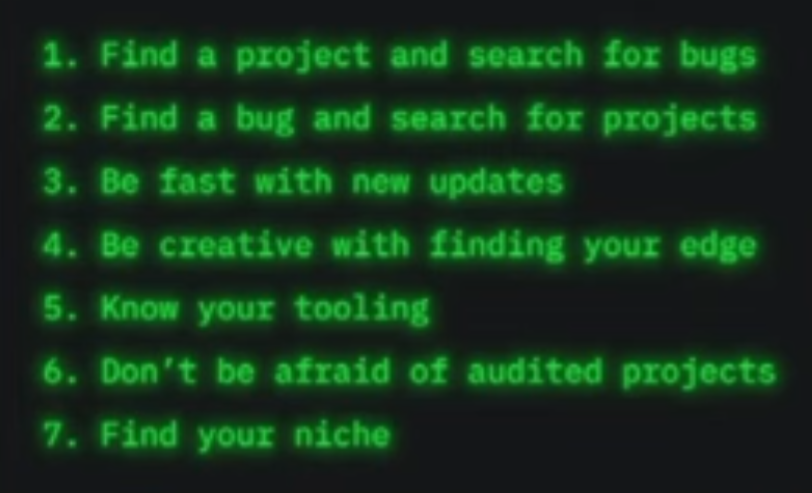 1. Find a project and search for bugs
2. Find a bug and search for projects
3. Be fast with new updates
4. Be creative with finding your edge
5. Know your tooling
6. Don’t be afraid of audited projects
7. Find your niche